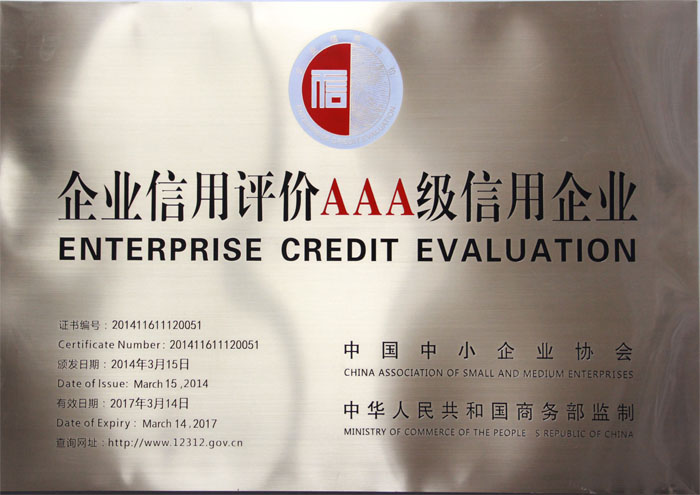 信
企业信用评价AAA级信用企业
ENTERPRISE CREDIT EVALUATION
证书编号：201411611120051
Certificate Number: 201411611120051
颁发日期：2014年3月15日
Date of Issue: March 15, 2014
有效日期：2017年3月14日
Date of Expiry : March 14, 2017
查询网址：http://www.12312.gov.cn
中国中小企业协会
CHINA ASSOCIATION OF SMALL AND MEDIUM ENTERPRISES
中华人民共和国商务部监制
MINISTRY OF COMMERCE OF THE PEOPLE S REPUBLIC OF CHINA